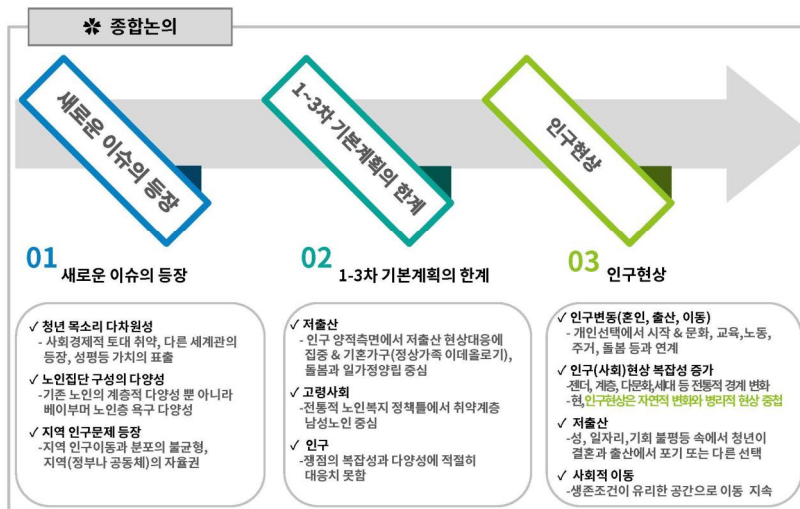 ✽ 종합논의
새로운 이슈의 등장
1~3차 기본계획의 한계
인구현상
01 새로운 이슈의 등장
✓ 청년 목소리 다차원성
- 사회경제적 토대 취약, 다른 세계관의
등장, 성평등 가치의 표출
✓ 노인집단 구성의 다양성
-기존 노인의 계층적 다양성 뿐 아니라
베이부머 노인층 욕구 다양성
✓ 지역 인구문제 등장
-지역 인구이동과 분포의 불균형,
지역(정부나 공동체)의 자율권
02 1-3차 기본계획의 한계
✓ 저출산
- 인구 양적측면에서 저출산 현상대응에
집중 & 기혼가구(정상가족 이데올로기),
돌봄과 일가정양립 중심
✓ 고령사회
-전통적 노인복지 정책틀에서 취약계층
남성노인 중심
✓ 인구
-쟁점의 복잡성과 다양성에 적절히
대응치 못함
03 인구현상
✓ 인구변동(혼인, 출산, 이동)
- 개인선택에서 시작 & 문화, 교육,노동,
주거, 돌봄 등과 연계
✓ 인구(사회)현상 복잡성 증가
-젠더, 계층, 다문화,세대 등 전통적 경계 변화
-현,인구현상은 자연적 변화와 병리적 현상 중첩
✓ 저출산
-성, 일자리,기회 불평등 속에서 청년이
결혼과 출산에서 포기 또는 다른 선택
✓ 사회적 이동
-생존조건이 유리한 공간으로 이동 지속